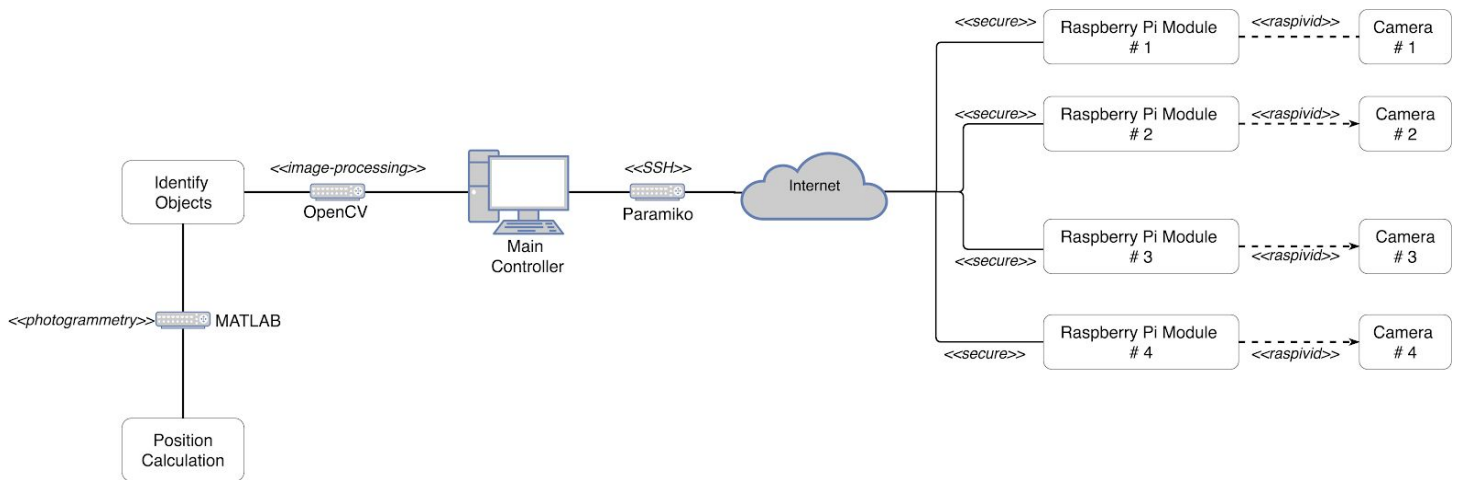 <<secure>>
Raspberry Pi Module
# 1
<<raspivid>>
Camera
# 1
<<secure>>
Raspberry Pi Module
# 2
<<raspivid>>
Camera
# 2
Identify
Objects
<<image-processing>>
OpenCV
Main
Controller
<<SSH>>
Paramiko
Internet
<<secure>>
Raspberry Pi Module
# 3
<<raspivid>>
Camera
# 3
<<secure>>
Raspberry Pi Module
# 4
<<raspivid>>
Camera
# 4
<<photogrammetry>>
MATLAB
Position
Calculation